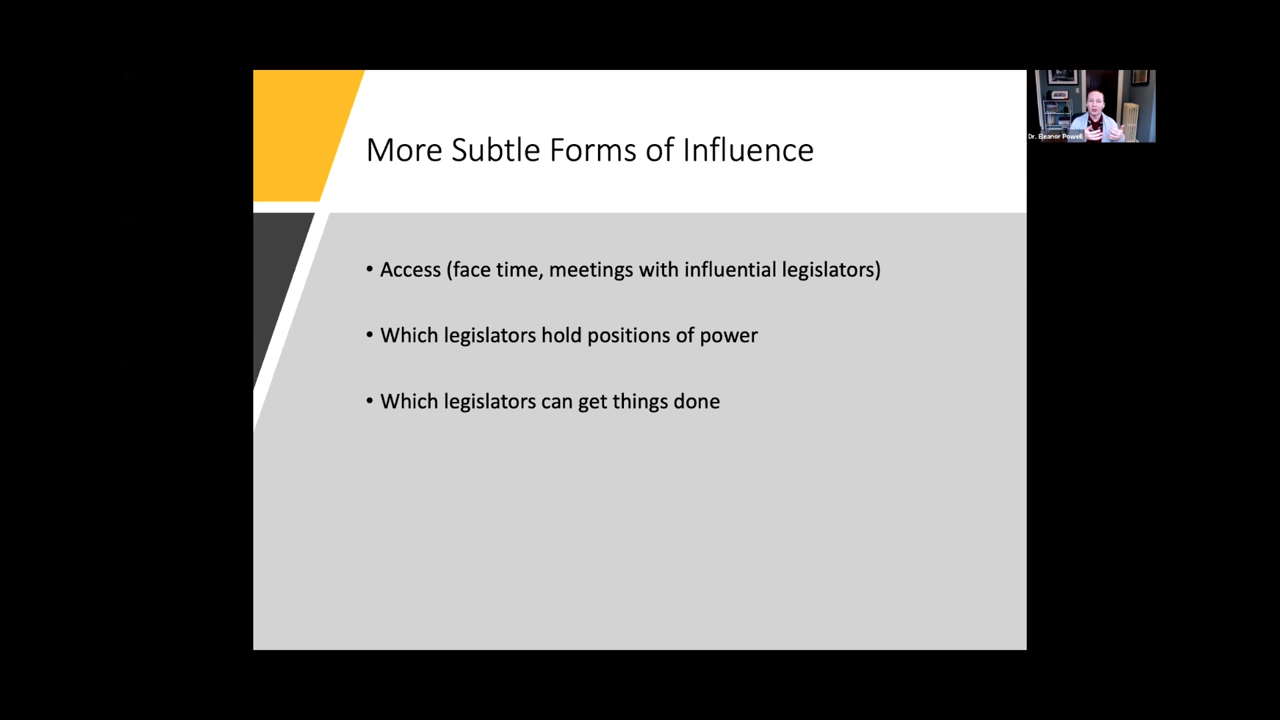 More Subtle Forms of Influence
Dr. Eleanor Powell
• Access (face time, meetings with influential legislators)
• Which legislators hold positions of power
• Which legislators can get things done